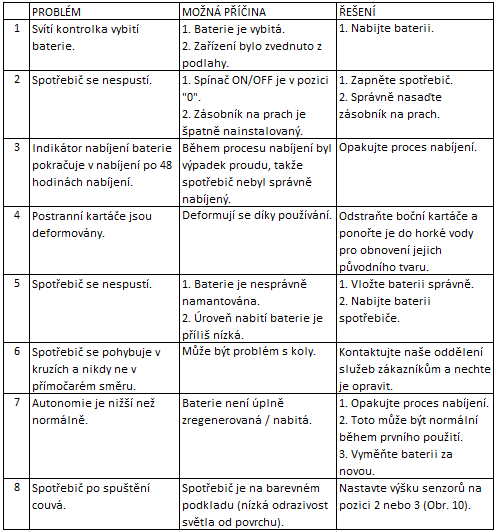 PROBLÉM MOŽNÁ PŘÍČINA ŘEŠENÍ
1 Svítí kontrolka vybití
baterie.
1. Baterie je vybitá.
2. Zařízení bylo zvednuto z
podlahy.
1. Nabijte baterii.
2 Spotřebič se nespustí.
1. Spínač ON/OFF je v pozici
"0".
2. Zásobník na prach je
špatně nainstalovaný.
1. Zapněte spotřebič.
2. Správně nasaďte
zásobník na prach.
3 Indikátor nabíjení baterie
pokračuje v nabíjení po 48
hodinách nabíjení.
Během procesu nabíjení byl
výpadek proudu, takže
spotřebič nebyl správně
nabíjený.
Opakujte proces nabíjení.
4 Postranní kartáče jsou
deformovány.
Deformují se díky používání.
Odstraňte boční kartáče a
ponořte je do horké vody
pro obnovení jejich
původního tvaru.
5 Spotřebič se nespustí.
1. Baterie je nesprávně
namantována.
2. Úroveň nabití baterie je
příliš nízká.
1. Vložte baterii správně.
2. Nabijte baterii
spotřebiče.
6 Spotřebič se pohybuje v
kruzích a nikdy ne v
přímočarém směru.
Může být problém s koly.
Kontaktujte naše oddělení
služeb zákazníkům a nechte
je opravit.
7 Autonomie je nižší než
normálně.
Baterie není úplně
zregenerovaná / nabitá.
1. Opakujte proces nabíjení.
2. Toto může být normální
během prvního použití.
3. Vyměňte baterii za
novou.
8 Spotřebič po spuštění
couvá.
Spotřebič je na barevném
podkladu (nízká odrazivost
světla od povrchu).
Nastavte výšku senzorů na
pozici 2 nebo 3 (Obr. 10).